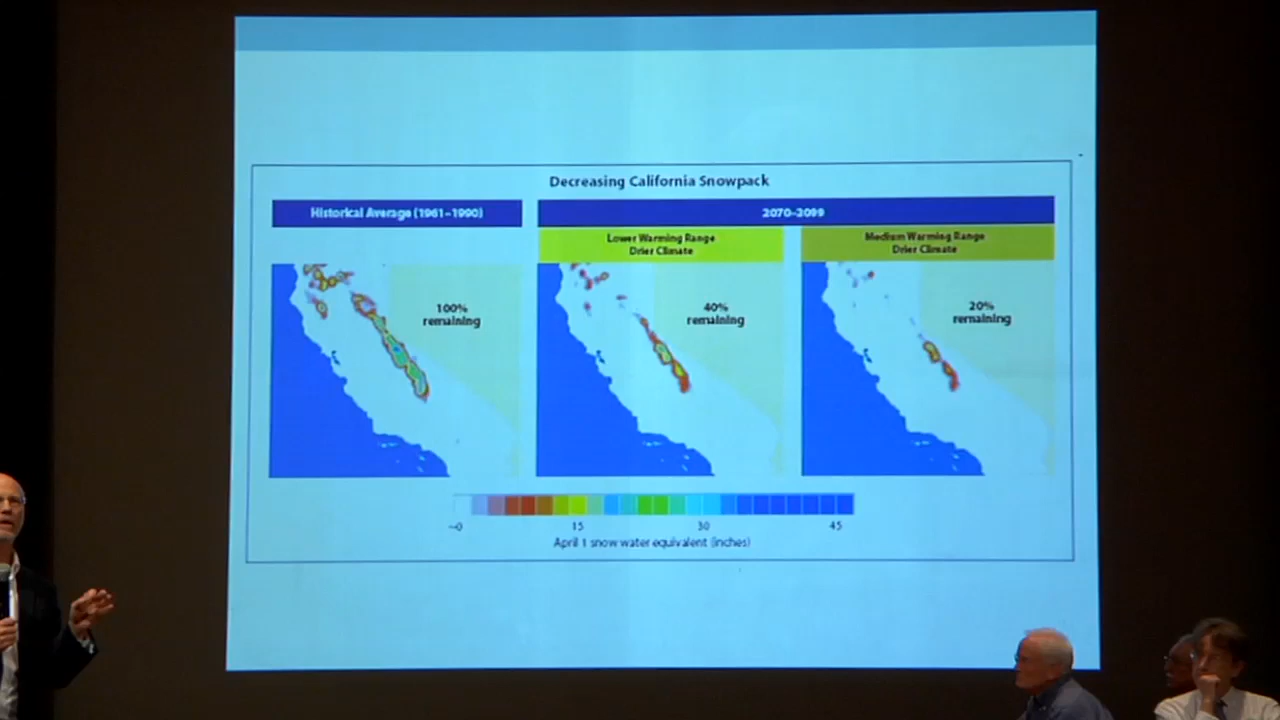 Decreasing California Snowpack
Historical Average (1961–1990)
2070–2099
Lower Warming Range
Drier Climate
Medium Warming Range
Drier Climate
100%
remaining
40%
remaining
20%
remaining
~0 15 30 45
April 1 snow water equivalent (inches)